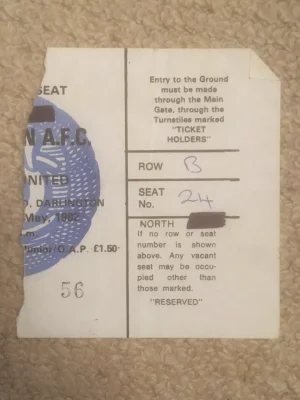 SEAT
N A.F.C.
UNITED
, DARLINGTON
May, 1982
.m.
Junior/O.A.P. £1.50
56
Entry to the Ground
must be made
through the Main
Gate, through the
Turnstiles marked
"TICKET
HOLDERS"
ROW B
SEAT
No. 24
NORTH
If no row or seat
number is shown
above. Any vacant
seat may be occu-
pied other than
those marked.
"RESERVED"